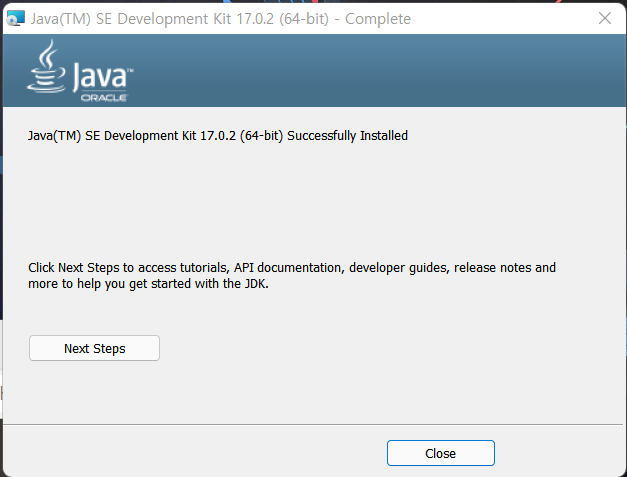 Java(TM) SE Development Kit 17.0.2 (64-bit) - Complete
Java™
ORACLE
Java(TM) SE Development Kit 17.0.2 (64-bit) Successfully Installed
Click Next Steps to access tutorials, API documentation, developer guides, release notes and
more to help you get started with the JDK.
Next Steps
Close